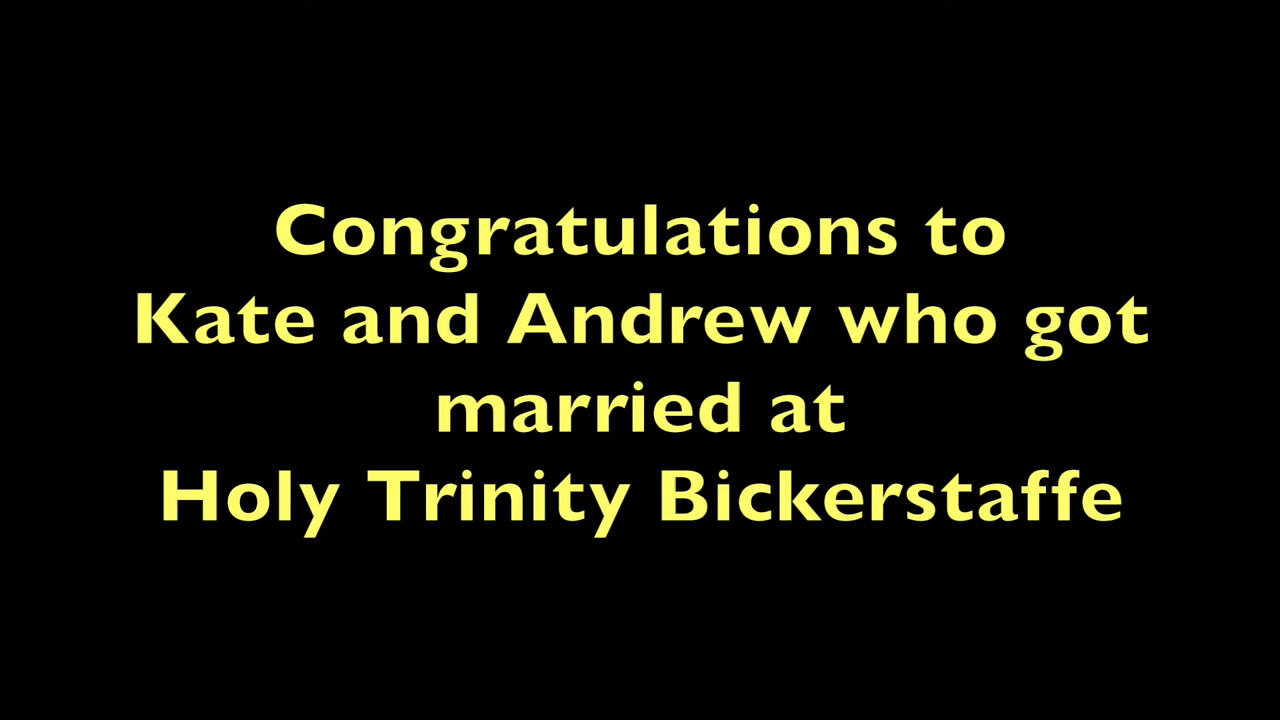 Congratulations to
Kate and Andrew who got
married at
Holy Trinity Bickerstaffe